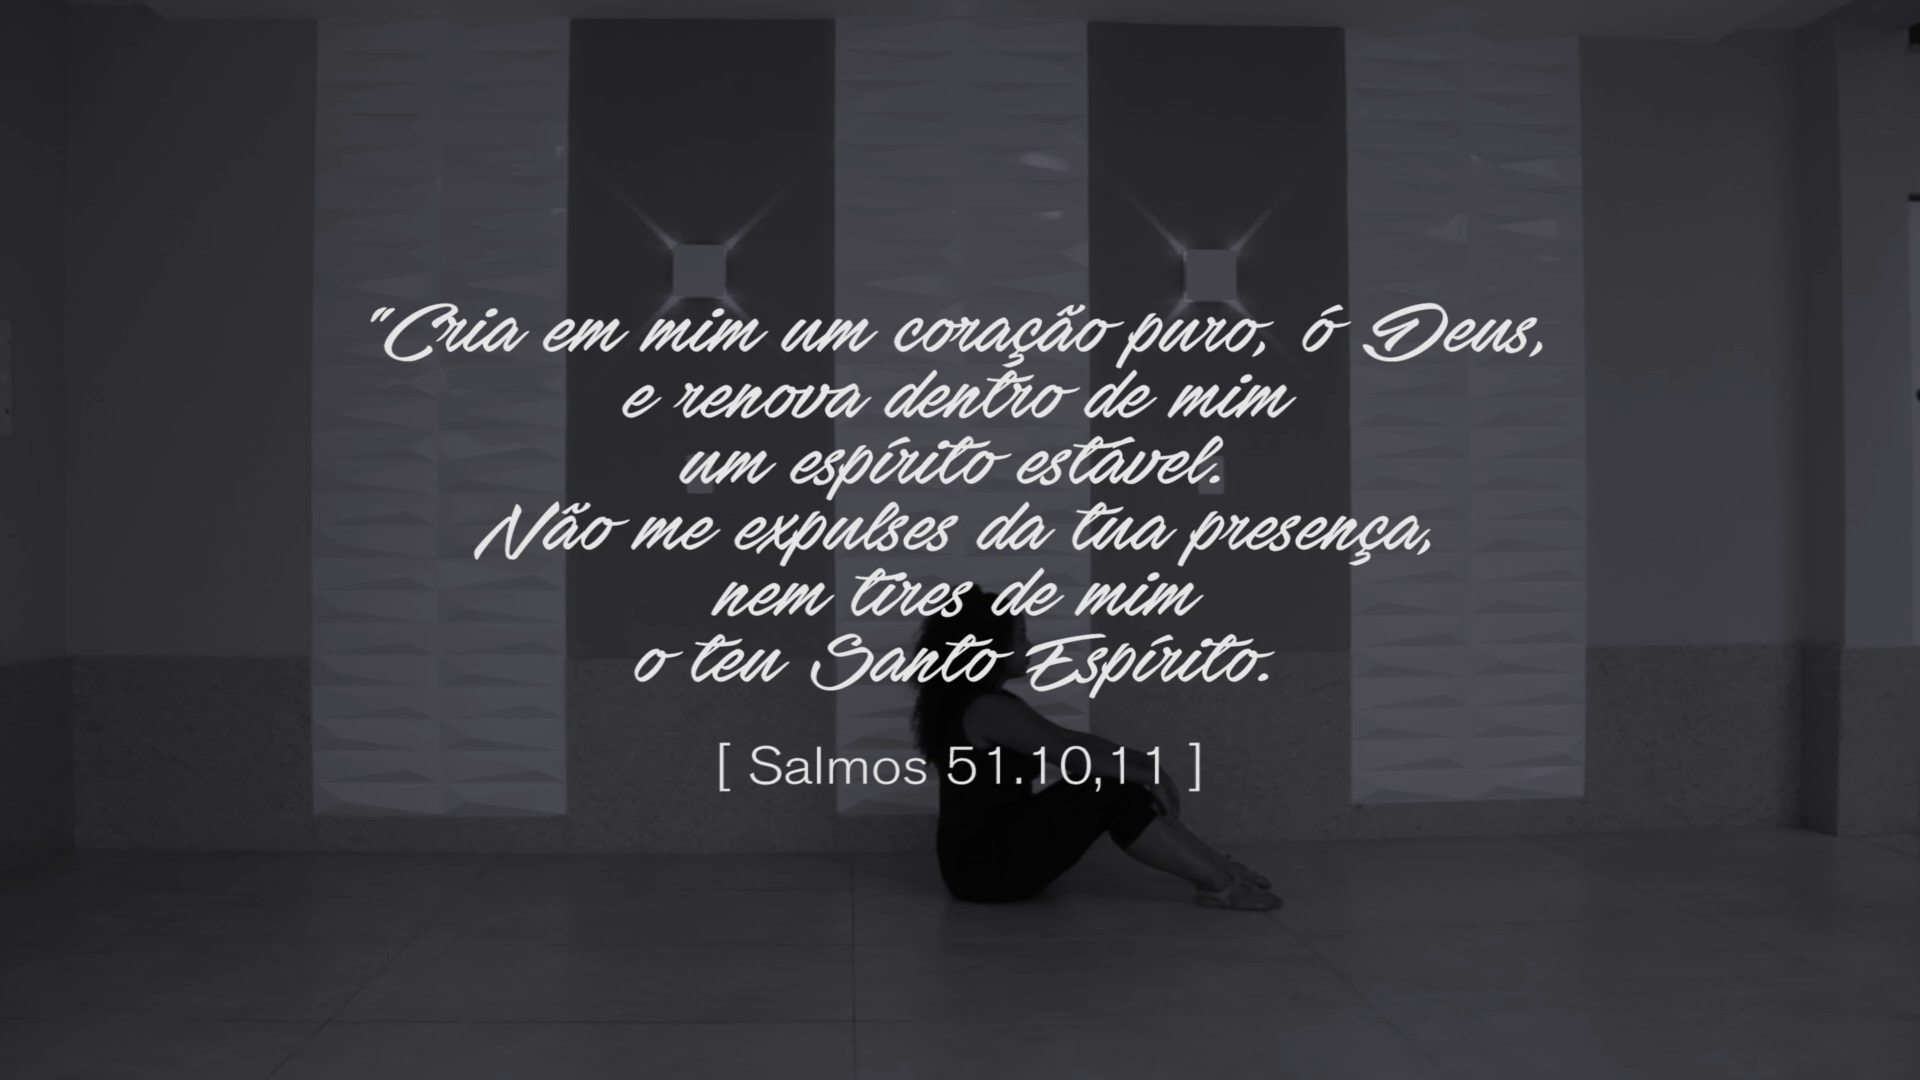 "Cria em mim um coração puro, ó Deus,
e renova dentro de mim
um espírito estável.
Não me expulses da tua presença,
nem tires de mim
o teu Santo Espírito.
[ Salmos 51.10,11 ]